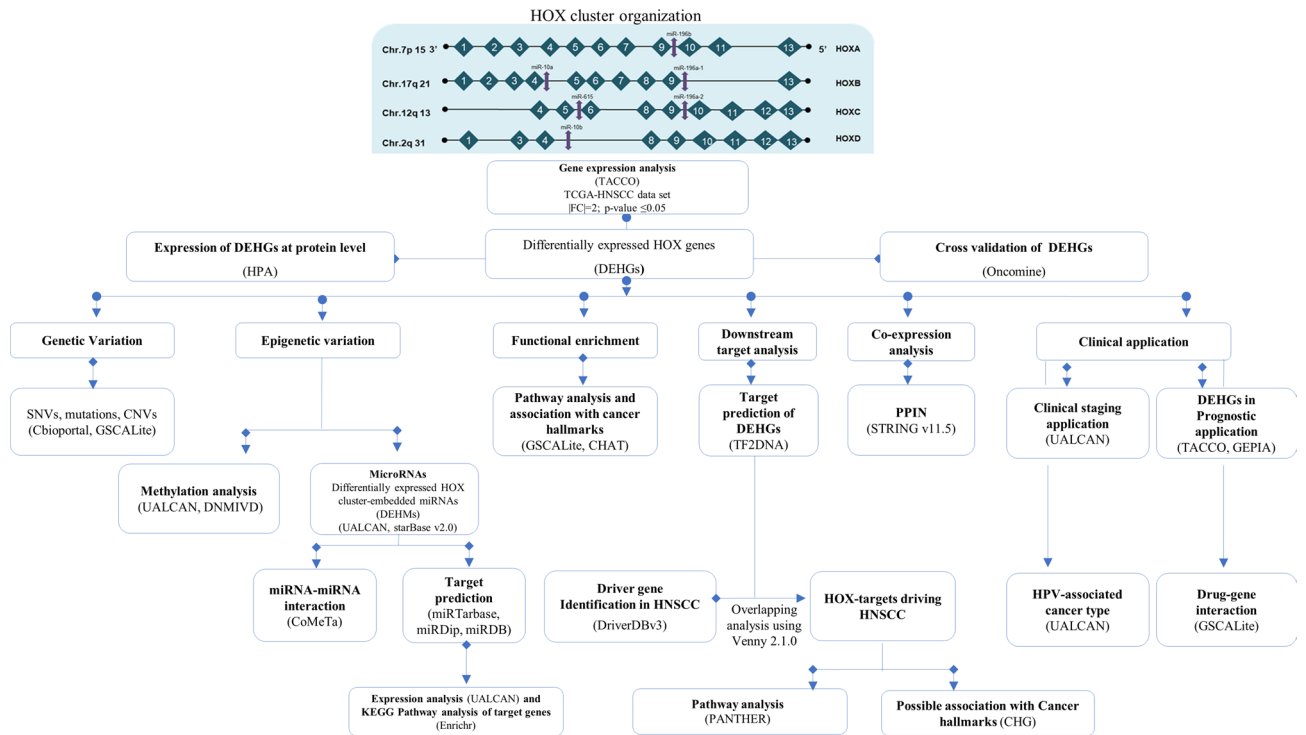 HOX cluster organization
miR-196b
Chr.7p 15 3’ 1 2 3 4 5 6 7 9 10 11 13 5’ HOXA
miR-10a miR-196a-1
Chr.17q 21 1 2 3 4 5 6 7 8 9 13 HOXB
miR-615 miR-196a-2
Chr.12q 13 4 5 6 8 9 10 11 12 13 HOXC
miR-10b
Chr.2q 31 1 3 4 8 9 10 11 12 13 HOXD
Gene expression analysis
(TACCO)
TCGA-HNSCC data set
|FC|=2; p-value ≤0.05
Expression of DEHGs at protein level
(HPA)
Differentially expressed HOX genes
(DEHGs)
Cross validation of DEHGs
(Oncomine)
Genetic Variation
Epigenetic variation
Functional enrichment
Downstream
target analysis
Co-expression
analysis
Clinical application
SNVs, mutations, CNVs
(Cbioportal, GSCALite)
Pathway analysis and
association with cancer
hallmarks
(GSCALite, CHAT)
Target
prediction of
DEHGs
(TF2DNA)
PPIN
(STRING v11.5)
Clinical staging
application
(UALCAN)
DEHGs in
Prognostic
application
(TACCO, GEPIA)
Methylation analysis
(UALCAN, DNMIVD)
MicroRNAs
Differentially expressed HOX
cluster-embedded miRNAs
(DEHMs)
(UALCAN, starBase v2.0)
miRNA-miRNA
interaction
(CoMeTa)
Target
prediction
(miRTarbase,
miRDip, miRDB)
Driver gene
Identification in HNSCC
(DriverDBv3)
Overlapping
analysis using
Venny 2.1.0
HOX-targets driving
HNSCC
HPV-associated
cancer type
(UALCAN)
Drug-gene
interaction
(GSCALite)
Expression analysis (UALCAN) and
KEGG Pathway analysis of target genes
(Enrichr)
Pathway analysis
(PANTHER)
Possible association with Cancer
hallmarks (CHG)